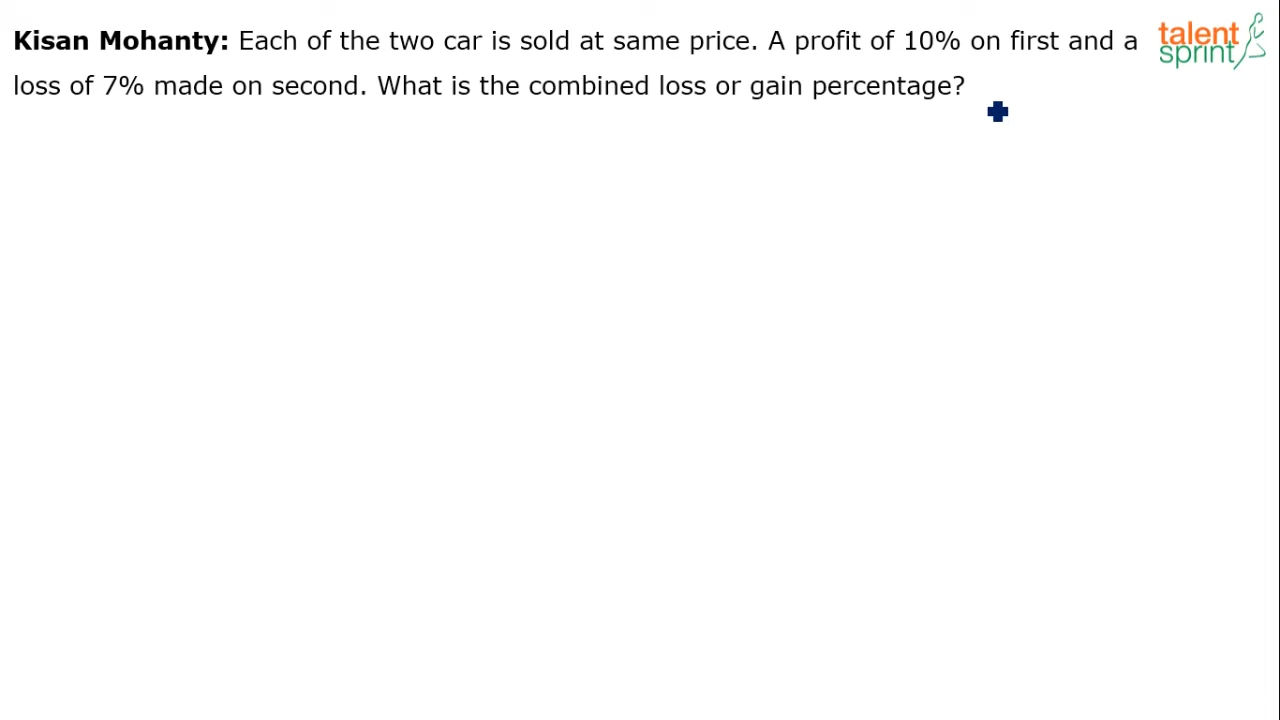 Kisan Mohanty: Each of the two car is sold at same price. A profit of 10% on first and a
loss of 7% made on second. What is the combined loss or gain percentage?
talent
sprint